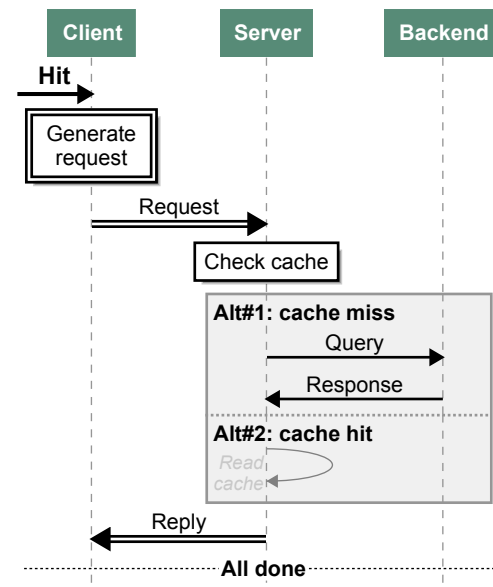 Client Server Backend
Hit
Generate
request
Request
Check cache
Alt#1: cache miss
Query
Response
Alt#2: cache hit
Read
cache
Reply
All done